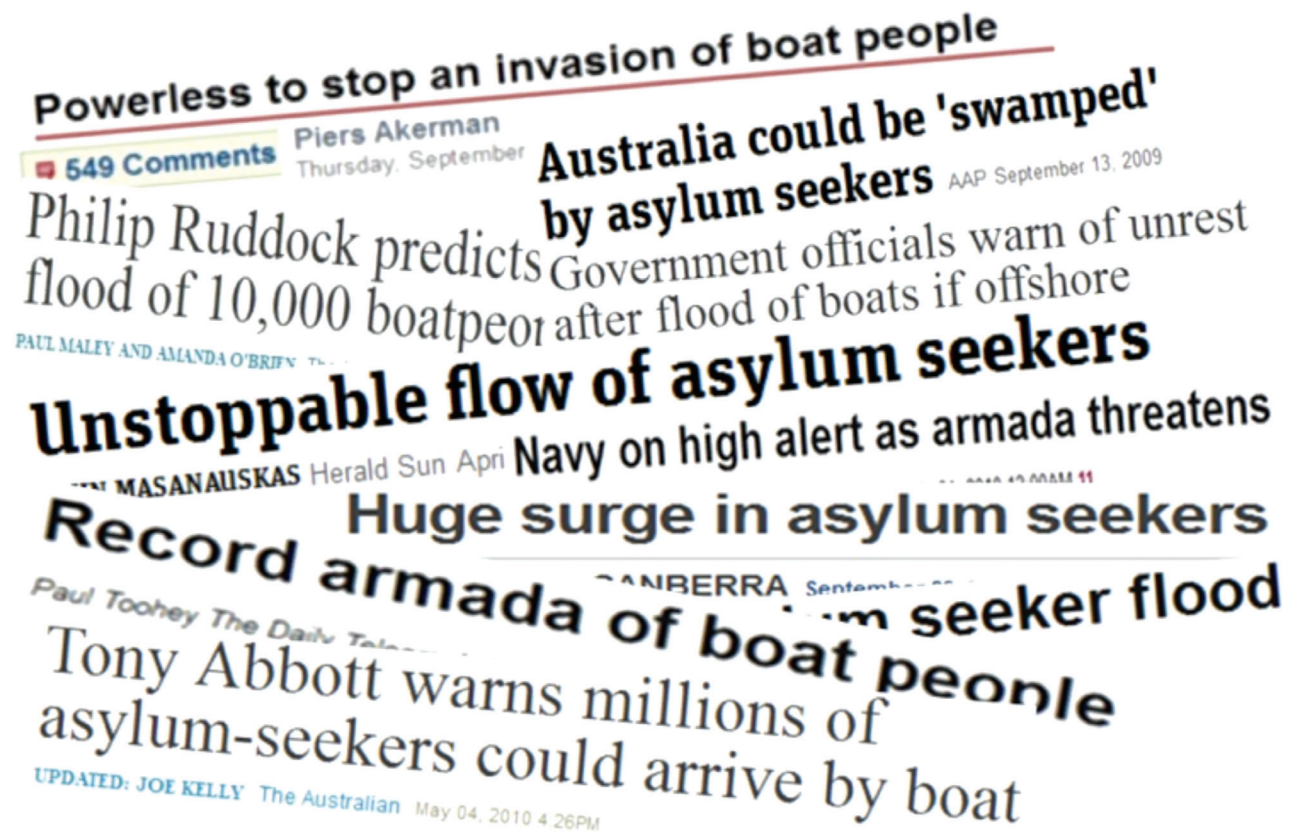 Powerless to stop an invasion of boat people
549 Comments
Piers Akerman
Thursday, September
Australia could be 'swamped'
by asylum seekers
AAP September 13, 2009
Philip Ruddock predicts
flood of 10,000
PAUL MALEY AND AMANDA O'BRIEN
Government officials warn of unrest
after flood of boats if offshore
Unstoppable flow of asylum seekers
MASANAUSKAS Herald Sun
Navy on high alert as armada threatens
11
Huge surge in asylum seekers
CANBERRA
Record armada of boat people
Paul Toohey The Daily
seeker flood
Tony Abbott warns millions of
asylum-seekers could arrive by boat
UPDATED: JOE KELLY The Australian May 04, 2010 4:26PM